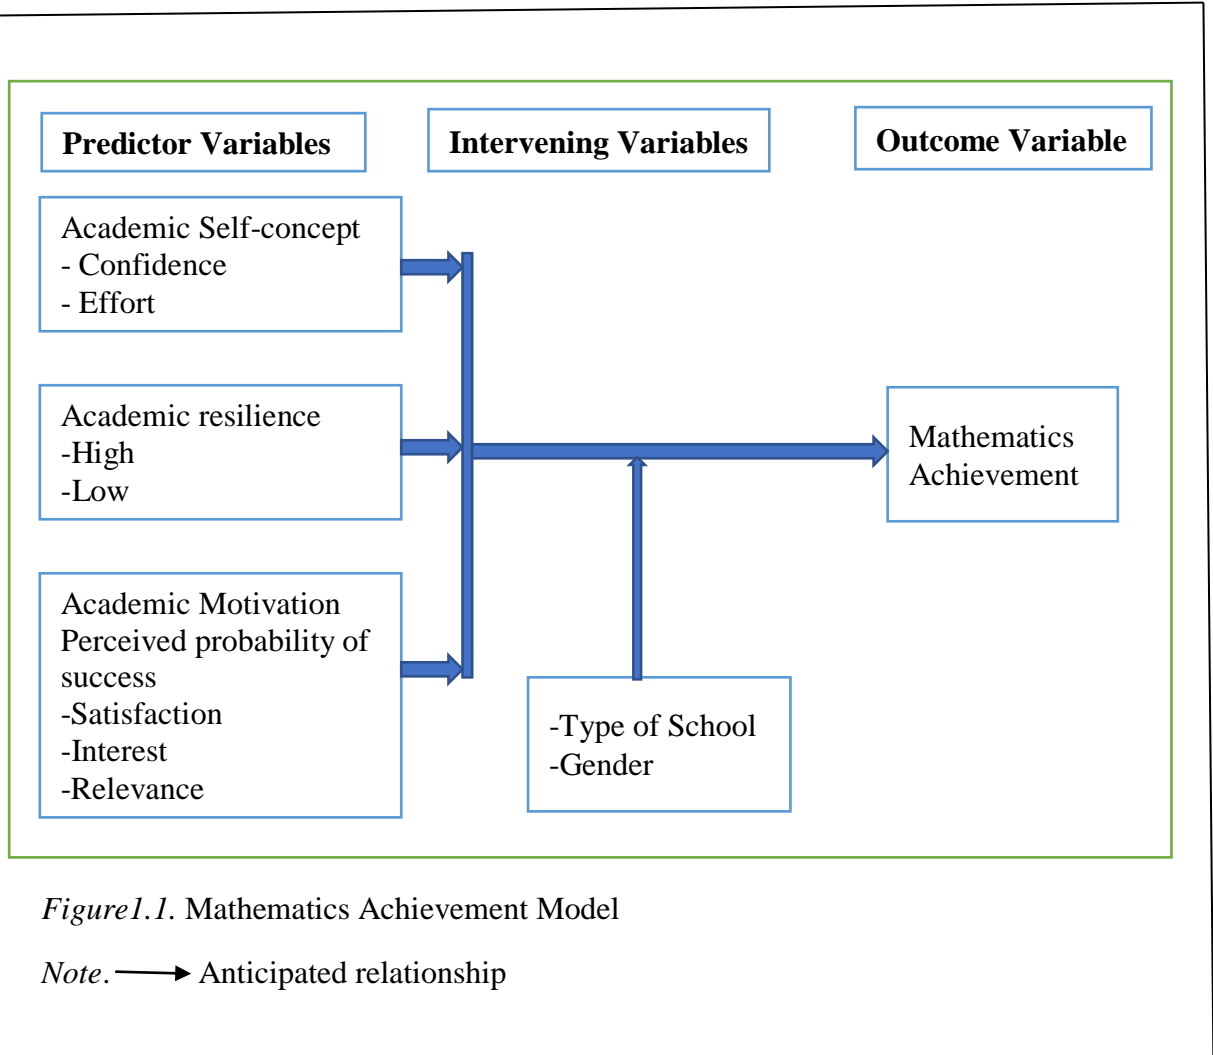 Predictor Variables
Intervening Variables
Outcome Variable
Academic Self-concept
- Confidence
- Effort
Academic resilience
-High
-Low
Academic Motivation
Perceived probability of
success
-Satisfaction
-Interest
-Relevance
-Type of School
-Gender
Mathematics
Achievement
Figure1.1. Mathematics Achievement Model
Note. Anticipated relationship